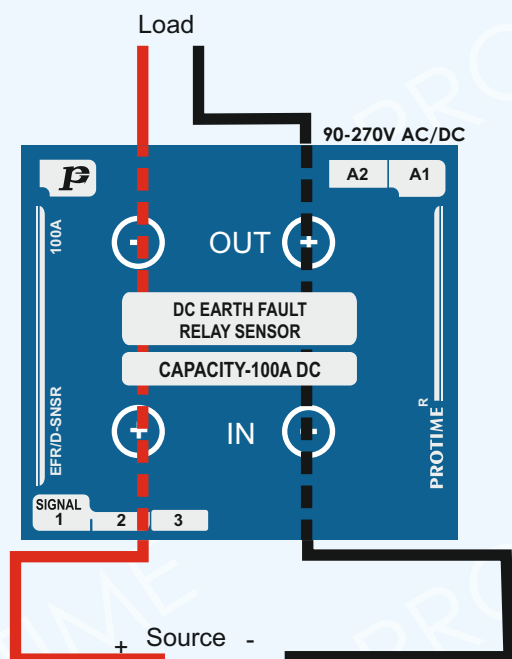 Load
90-270V AC/DC
P
A2 A1
100A
- OUT +
DC EARTH FAULT
RELAY SENSOR
CAPACITY-100A DC
+ IN -
EFR/D-SNSR
PROTIME R
SIGNAL
1 2 3
+ Source -
PROTIME